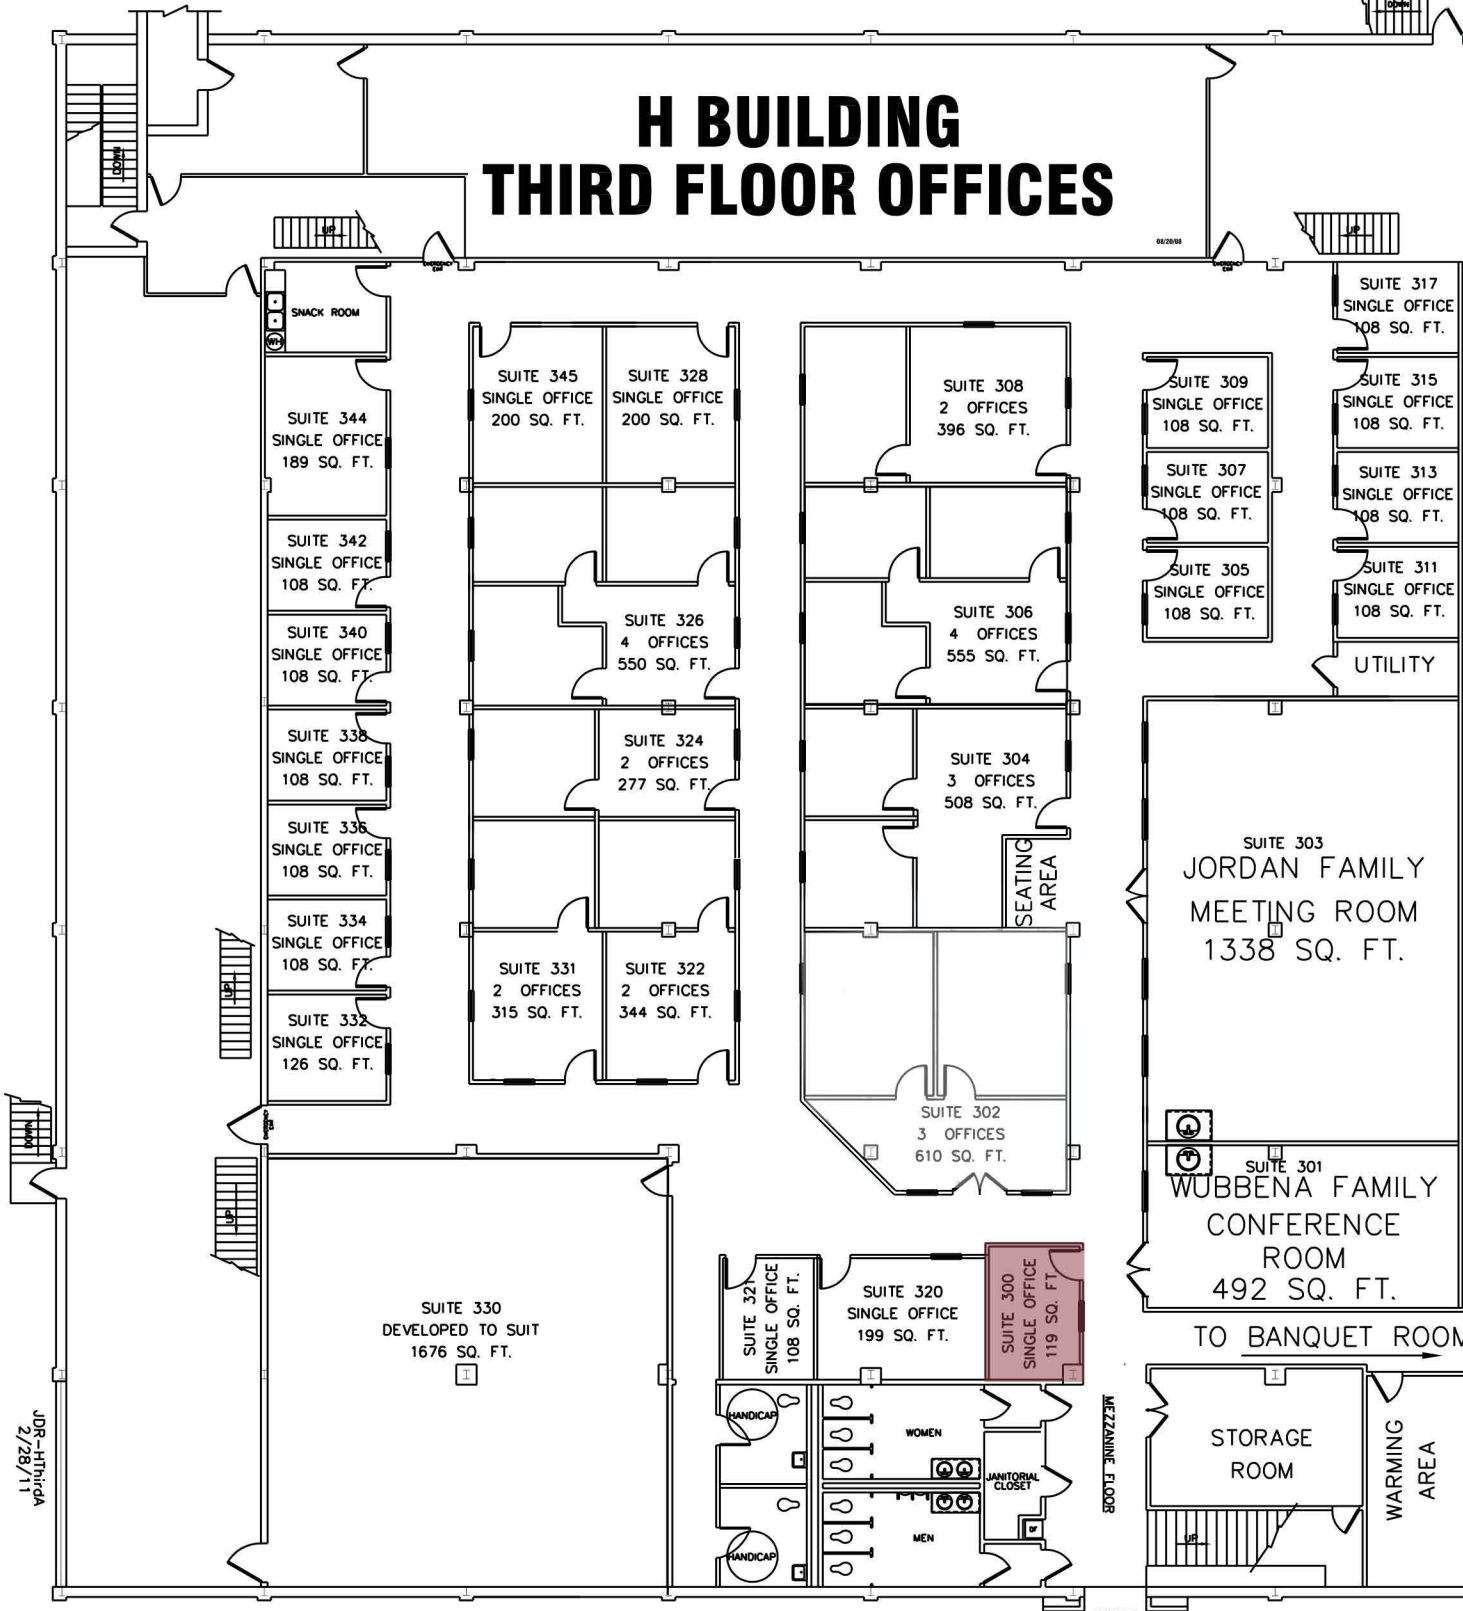 DOWN
H BUILDING
THIRD FLOOR OFFICES
08/20/08
DOWN
UP
UP
EMERGENCY
EXIT
EMERGENCY
EXIT
SNACK ROOM
WH
SUITE 344
SINGLE OFFICE
189 SQ. FT.
SUITE 342
SINGLE OFFICE
108 SQ. FT.
SUITE 340
SINGLE OFFICE
108 SQ. FT.
SUITE 338
SINGLE OFFICE
108 SQ. FT.
SUITE 336
SINGLE OFFICE
108 SQ. FT.
SUITE 334
SINGLE OFFICE
108 SQ. FT.
SUITE 332
SINGLE OFFICE
126 SQ. FT.
SUITE 345
SINGLE OFFICE
200 SQ. FT.
SUITE 328
SINGLE OFFICE
200 SQ. FT.
SUITE 326
4 OFFICES
550 SQ. FT.
SUITE 324
2 OFFICES
277 SQ. FT.
SUITE 331
2 OFFICES
315 SQ. FT.
SUITE 322
2 OFFICES
344 SQ. FT.
SUITE 308
2 OFFICES
396 SQ. FT.
SUITE 306
4 OFFICES
555 SQ. FT.
SUITE 304
3 OFFICES
508 SQ. FT.
SEATING
AREA
SUITE 302
3 OFFICES
610 SQ. FT.
SUITE 309
SINGLE OFFICE
108 SQ. FT.
SUITE 307
SINGLE OFFICE
108 SQ. FT.
SUITE 305
SINGLE OFFICE
108 SQ. FT.
SUITE 317
SINGLE OFFICE
108 SQ. FT.
SUITE 315
SINGLE OFFICE
108 SQ. FT.
SUITE 313
SINGLE OFFICE
108 SQ. FT.
SUITE 311
SINGLE OFFICE
108 SQ. FT.
UTILITY
SUITE 303
JORDAN FAMILY
MEETING ROOM
1338 SQ. FT.
SUITE 301
WUBBENA FAMILY
CONFERENCE
ROOM
492 SQ. FT.
TO BANQUET ROOM
UP
DOWN
EMERGENCY
EXIT
UP
SUITE 330
DEVELOPED TO SUIT
1676 SQ. FT.
SUITE 321
SINGLE OFFICE
108 SQ. FT.
SUITE 320
SINGLE OFFICE
199 SQ. FT.
SUITE 300
SINGLE OFFICE
119 SQ. FT.
HANDICAP
WOMEN
JANITORIAL
CLOSET
DF
MEN
HANDICAP
MEZZANINE FLOOR
STORAGE
ROOM
WARMING
AREA
UP
JDR-HThirdA
2/28/11